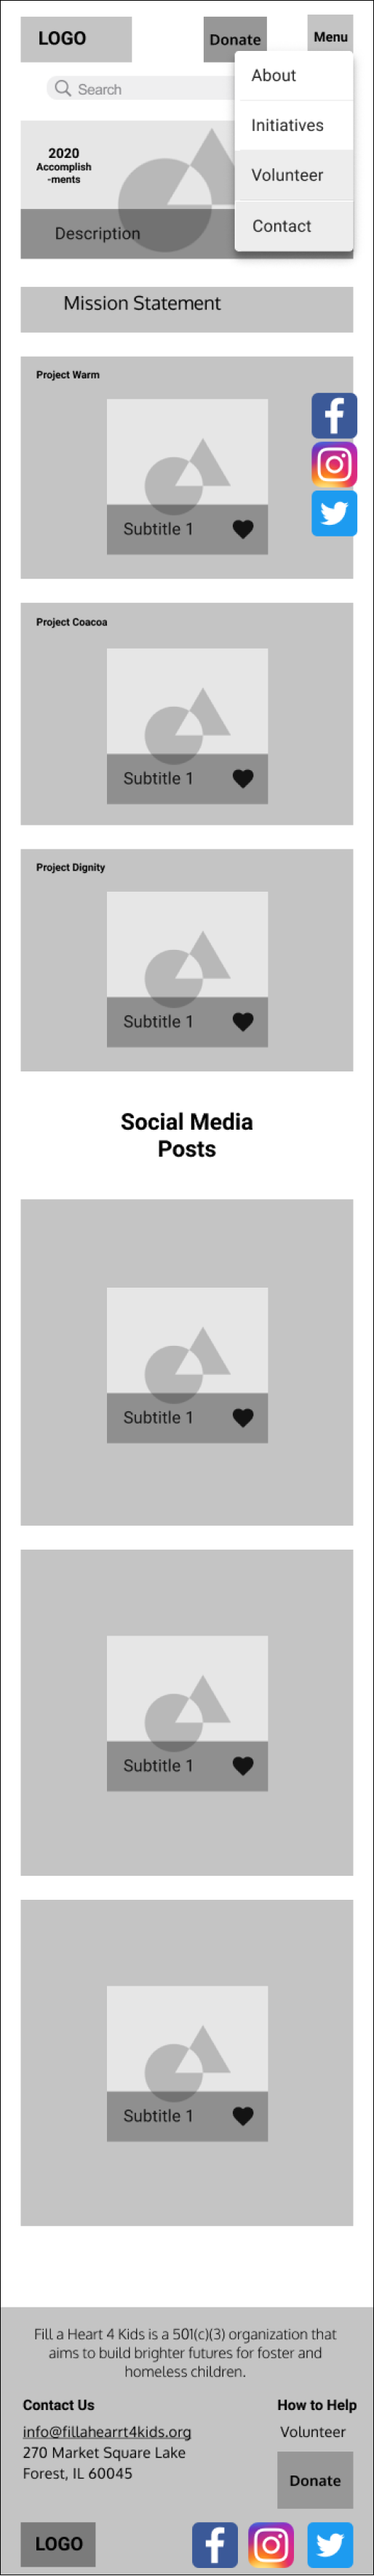 LOGO
Donate
Menu
Search
About
Initiatives
Volunteer
Contact
2020
Accomplish
-ments
Description
Mission Statement
Project Warm
Subtitle 1
Project Coacoa
Subtitle 1
Project Dignity
Subtitle 1
Social Media
Posts
Subtitle 1
Subtitle 1
Subtitle 1
Fill a Heart 4 Kids is a 501(c)(3) organization that
aims to build brighter futures for foster and
homeless children.
Contact Us
info@fillahearrt4kids.org
270 Market Square Lake
Forest, IL 60045
How to Help
Volunteer
Donate
LOGO